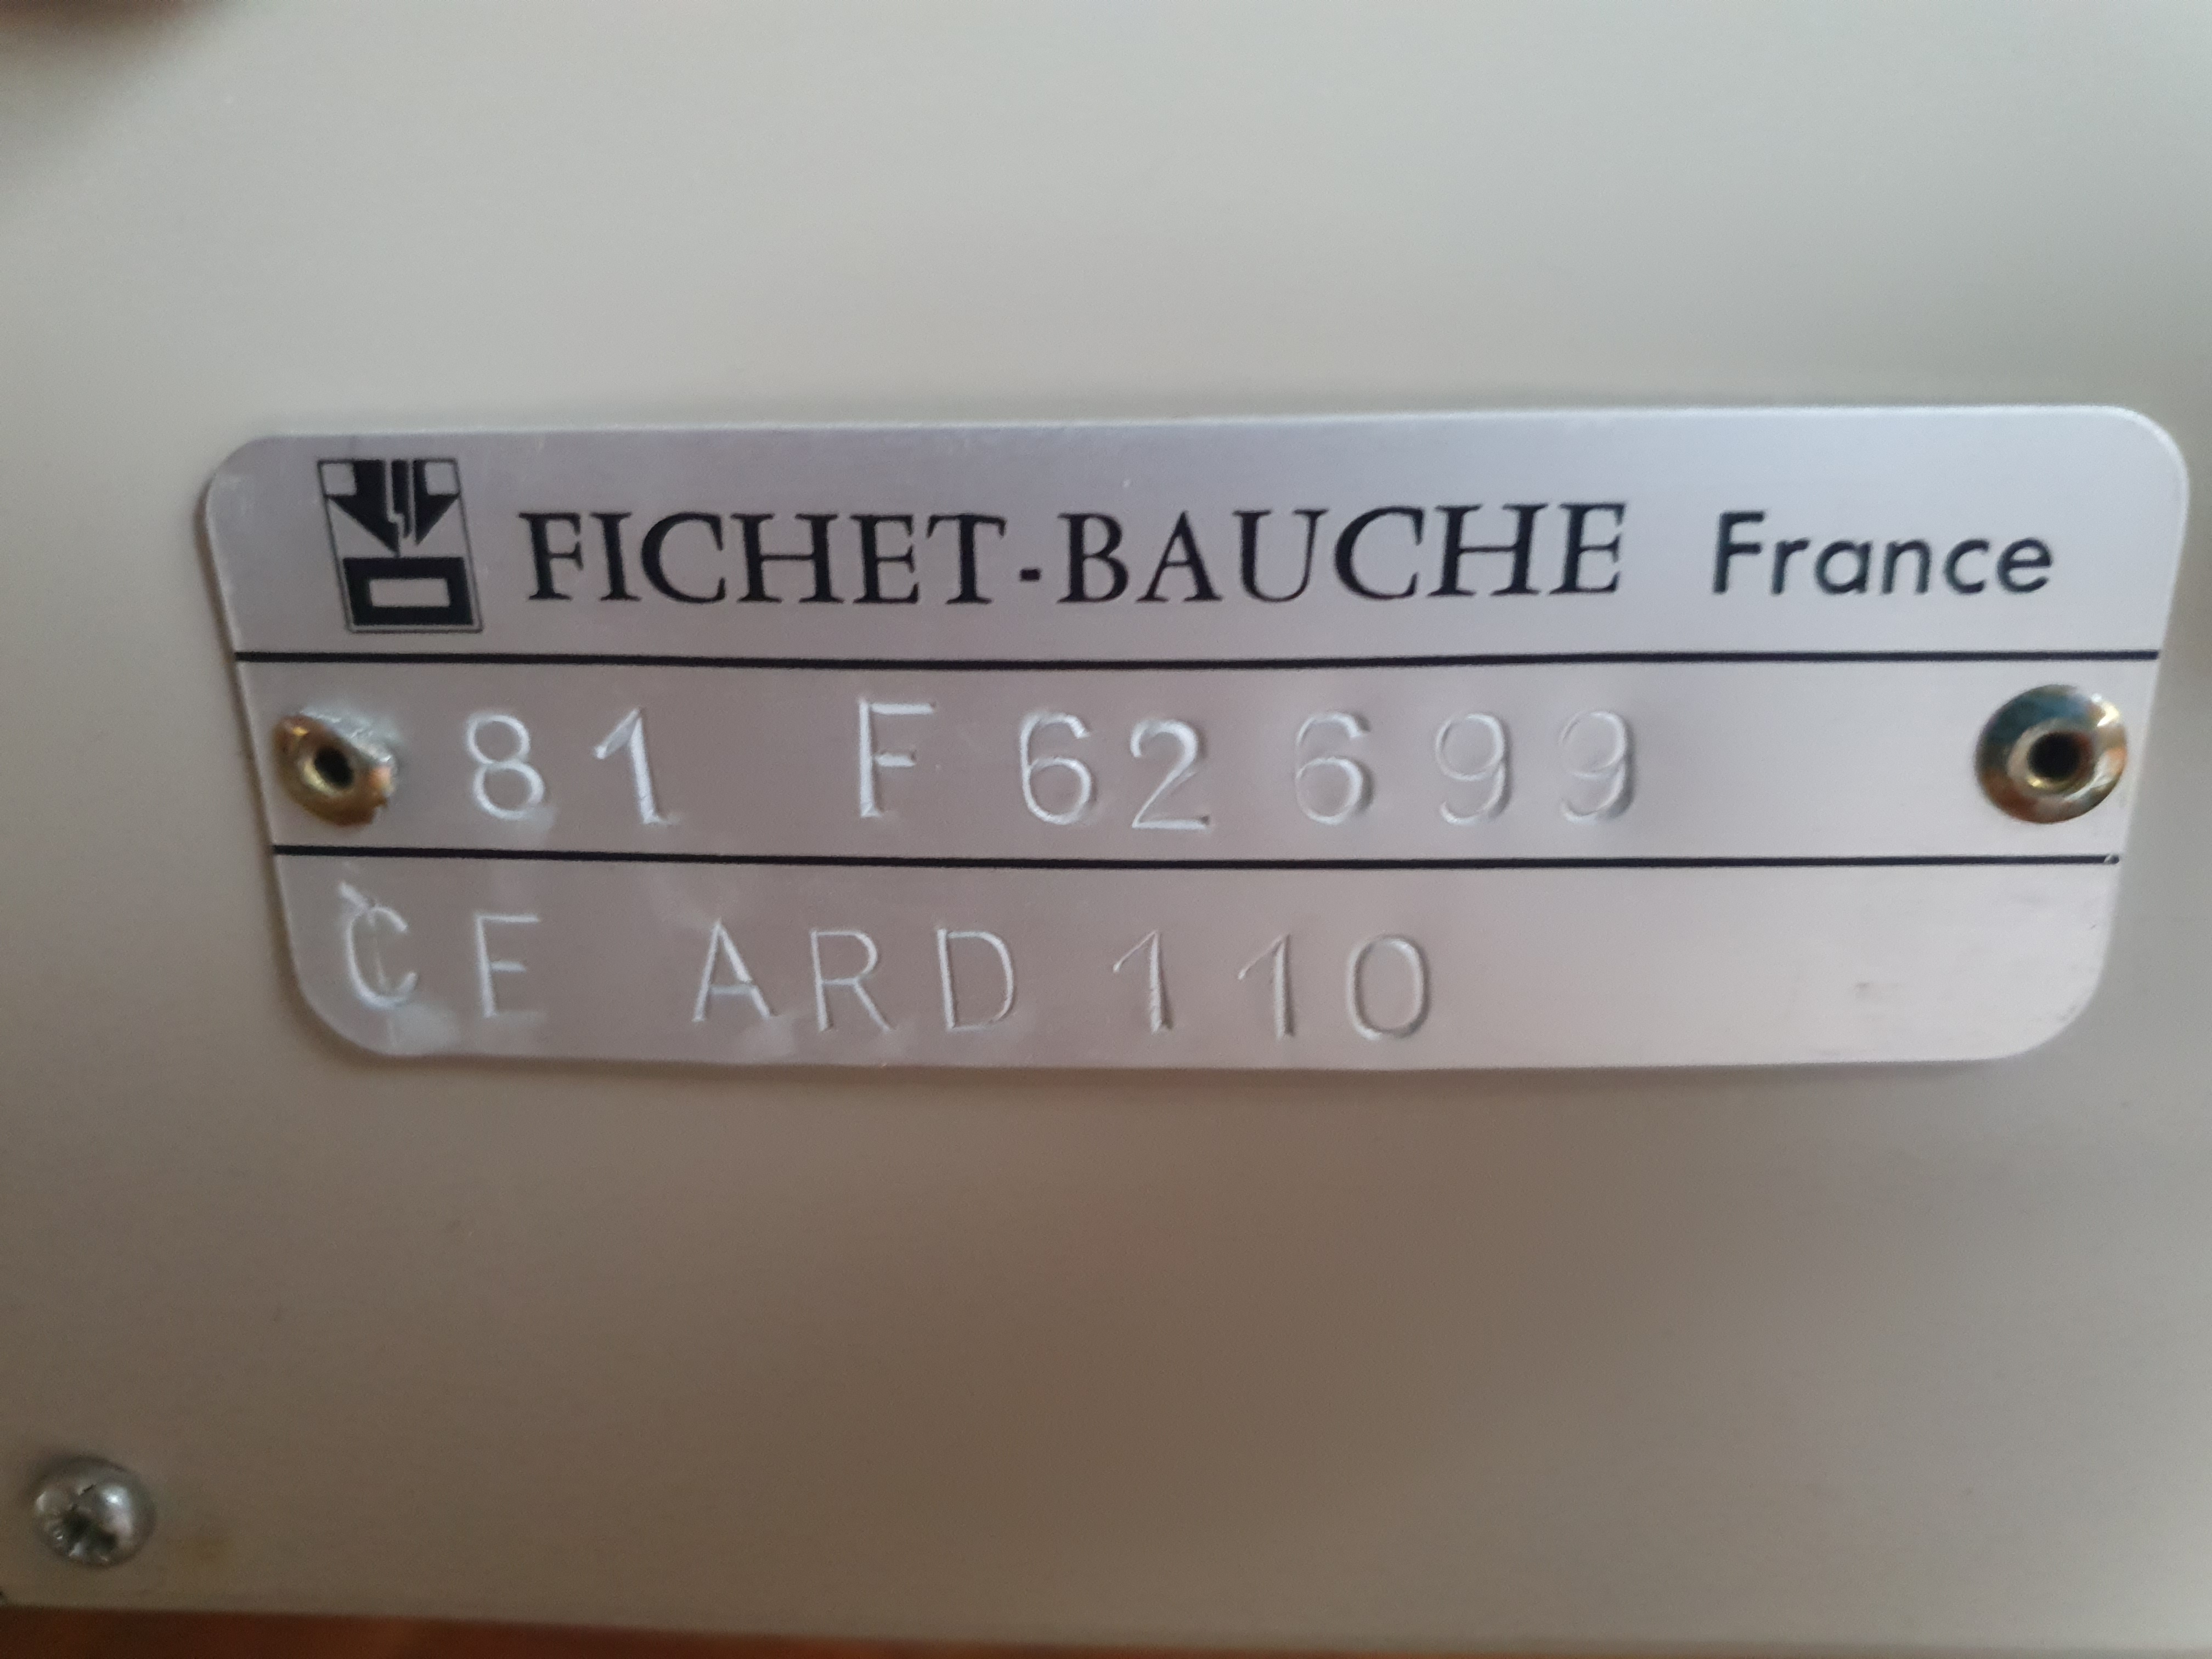 FICHET-BAUCHE France
81 F 62 699
CE ARD 110